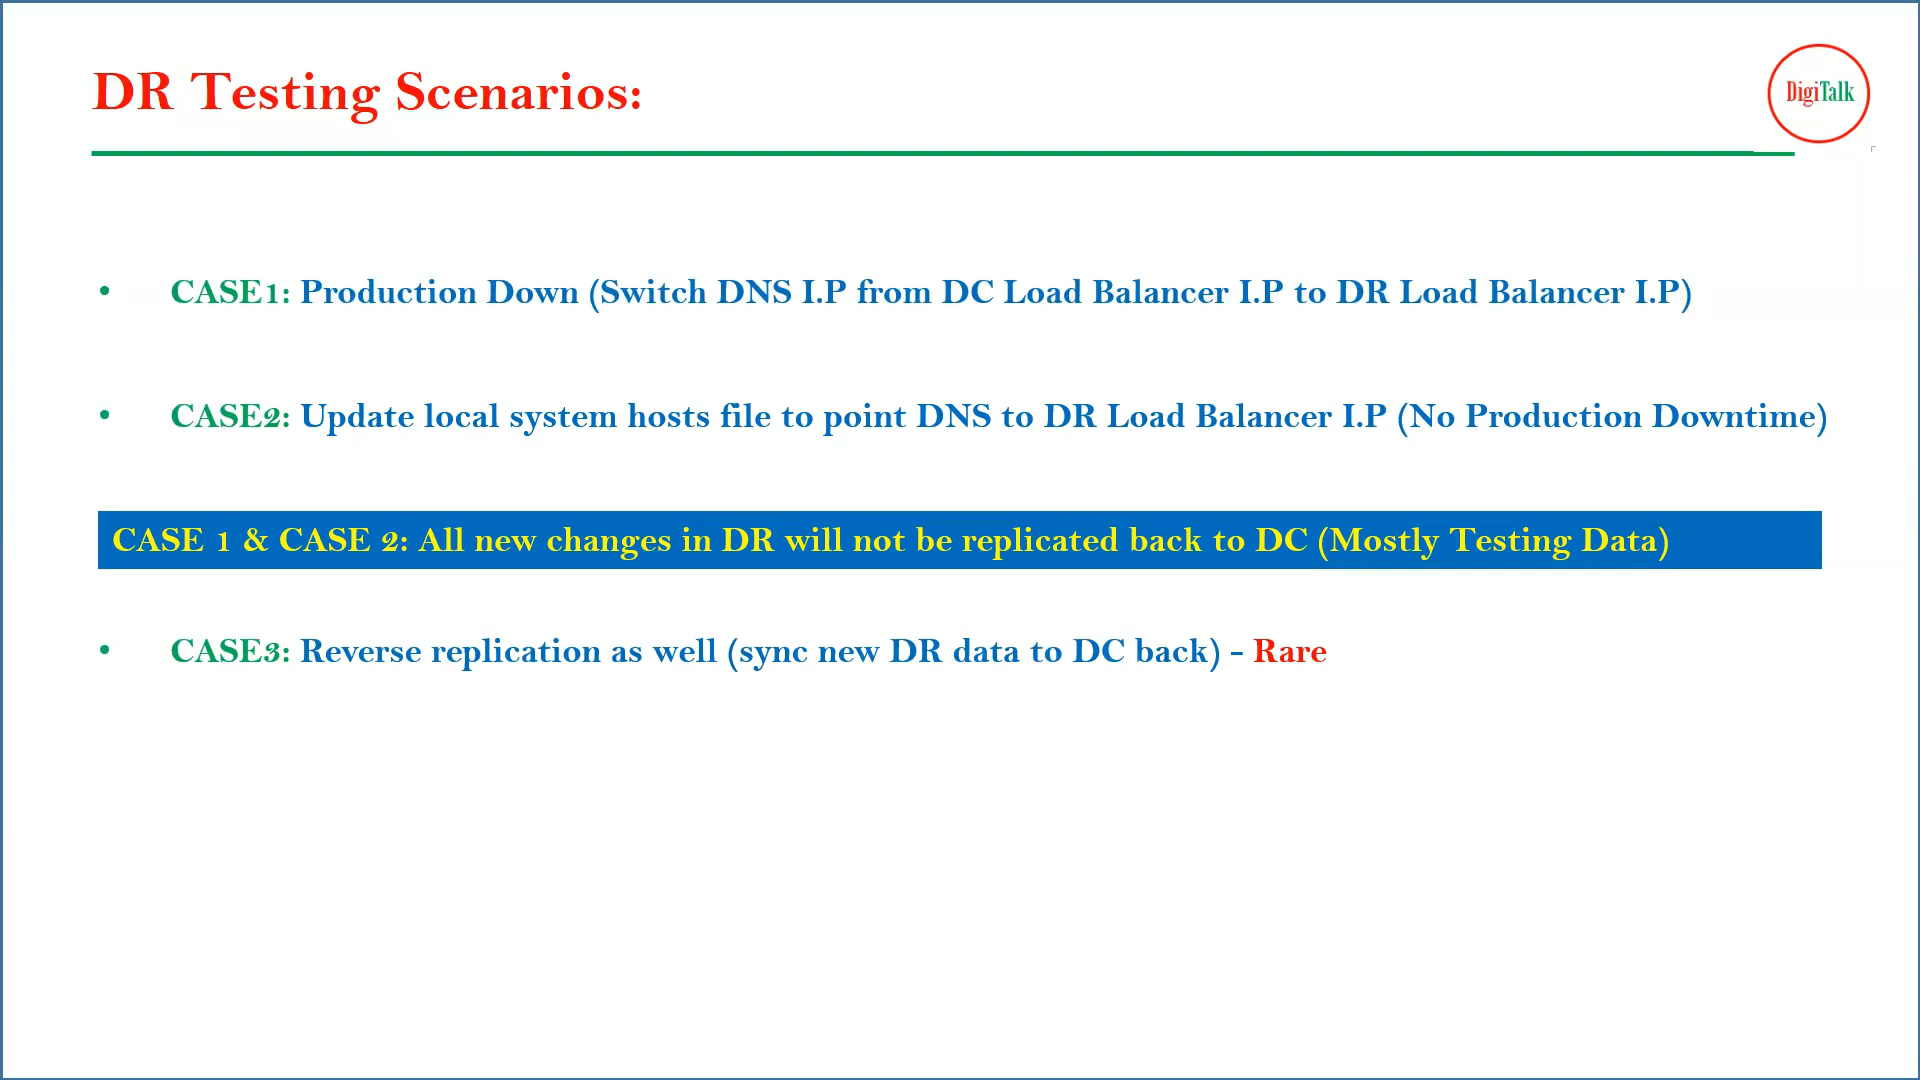 DR Testing Scenarios:
DigiTalk
• CASE1: Production Down (Switch DNS I.P from DC Load Balancer I.P to DR Load Balancer I.P)
• CASE2: Update local system hosts file to point DNS to DR Load Balancer I.P (No Production Downtime)
CASE 1 & CASE 2: All new changes in DR will not be replicated back to DC (Mostly Testing Data)
• CASE3: Reverse replication as well (sync new DR data to DC back) - Rare